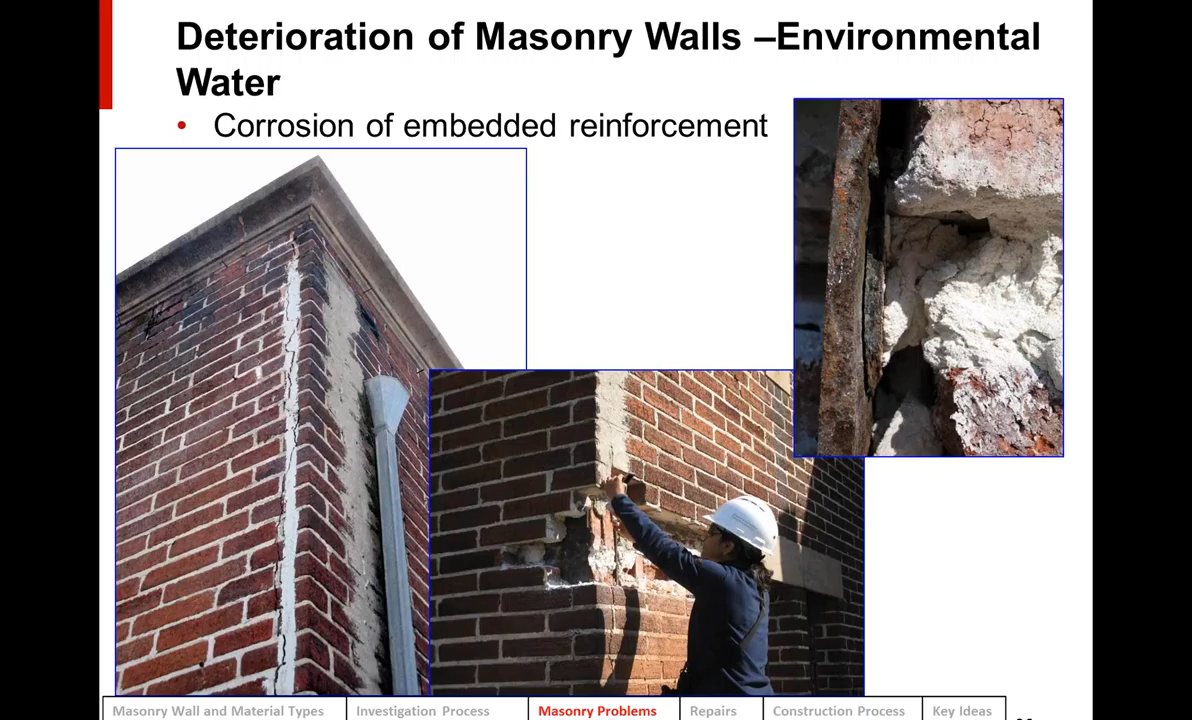 Deterioration of Masonry Walls –Environmental
Water
• Corrosion of embedded reinforcement
Masonry Wall and Material Types
Investigation Process
Masonry Problems
Repairs
Construction Process
Key Ideas